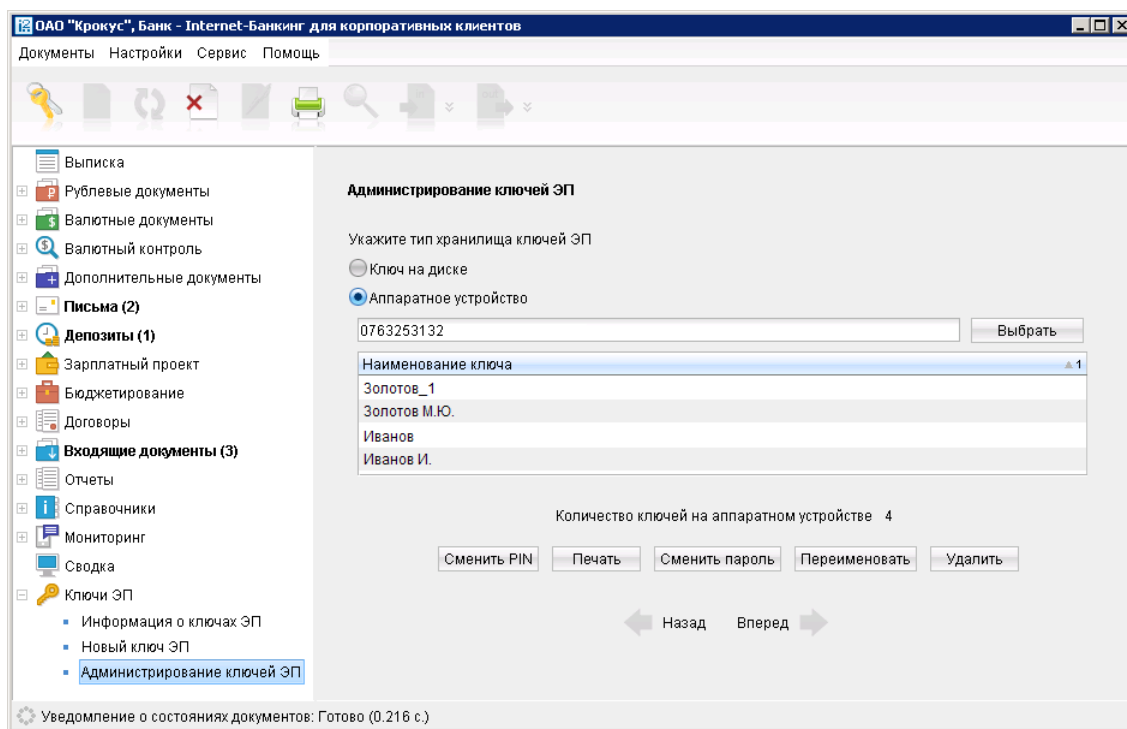 ОАО "Крокус", Банк - Internet-Банкинг для корпоративных клиентов
Документы Настройки Сервис Помощь
Выписка
Рублевые документы
Валютные документы
Валютный контроль
Дополнительные документы
Письма (2)
Депозиты (1)
Зарплатный проект
Бюджетирование
Договоры
Входящие документы (3)
Отчеты
Справочники
Мониторинг
Сводка
Ключи ЭП
Информация о ключах ЭП
Новый ключ ЭП
Администрирование ключей ЭП
Администрирование ключей ЭП
Укажите тип хранилища ключей ЭП
Ключ на диске
Аппаратное устройство
0763253132 Выбрать
Наименование ключа 1
Золотов_1
Золотов М.Ю.
Иванов
Иванов И.
Количество ключей на аппаратном устройстве 4
Сменить PIN Печать Сменить пароль Переименовать Удалить
Назад Вперед
Уведомление о состояниях документов: Готово (0.216 с.)